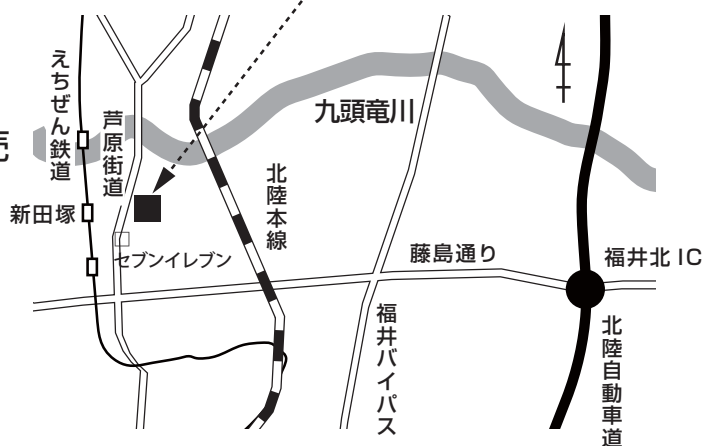 えちぜん鉄道
芦原街道
九頭竜川
北陸本線
新田塚
セブンイレブン
藤島通り
福井北IC
福井バイパス
北陸自動車道